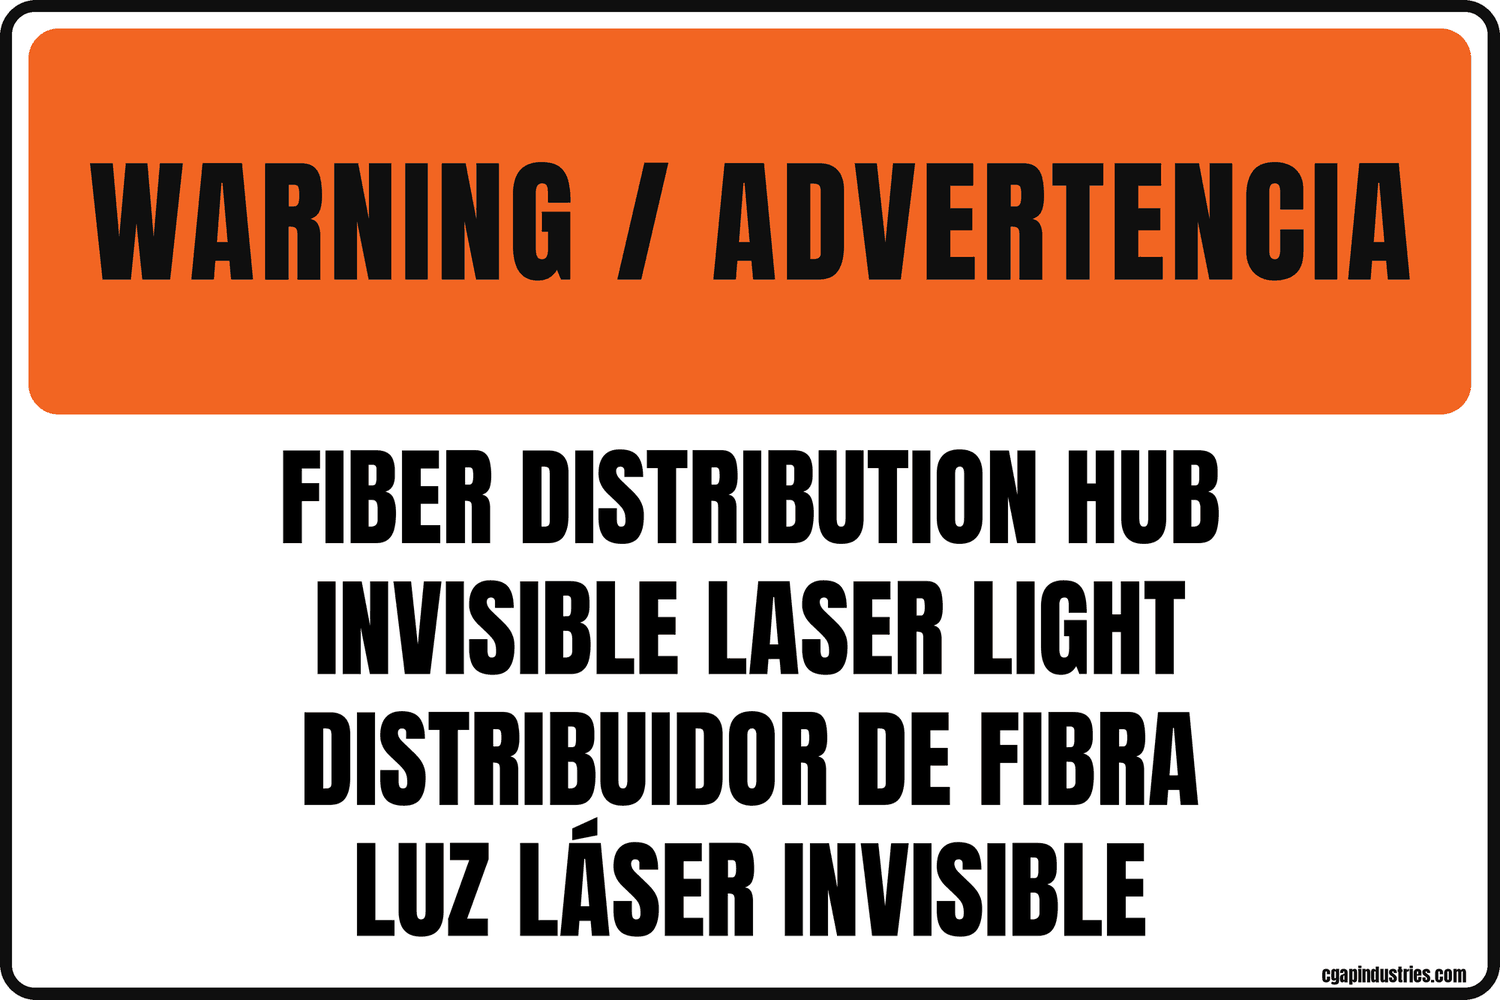 WARNING / ADVERTENCIA
FIBER DISTRIBUTION HUB
INVISIBLE LASER LIGHT
DISTRIBUIDOR DE FIBRA
LUZ LÁSER INVISIBLE
cgapindustries.com